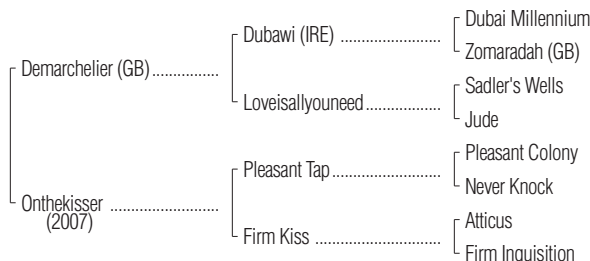 Dubai Millennium
Dubawi (IRE) ....................
Zomaradah (GB)
Demarchelier (GB) ...............
Sadler's Wells
Loveisallyouneed ..................
Jude
Pleasant Colony
Pleasant Tap ......................
Never Knock
Onthekisser ........................
(2007)
Atticus
Firm Kiss ........................
Firm Inquisition